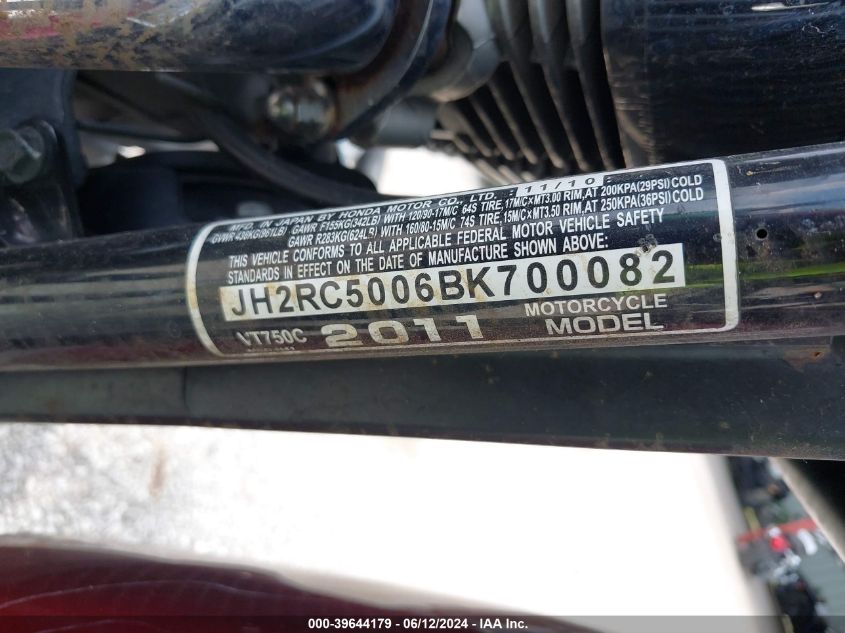 MFD. IN JAPAN BY HONDA MOTOR CO., LTD. 11/10
GVWR 436KG(961LB) GAWR F155KG(342LB) WITH 120/90-17M/C 64S TIRE, 17M/C×MT3.00 RIM, AT 200KPA(29PSI) COLD
GAWR R283KG(624LB) WITH 160/80-15M/C 74S TIRE, 15M/C×MT3.50 RIM, AT 250KPA(36PSI) COLD
THIS VEHICLE CONFORMS TO ALL APPLICABLE FEDERAL MOTOR VEHICLE SAFETY
STANDARDS IN EFFECT ON THE DATE OF MANUFACTURE SHOWN ABOVE:
JH2RC5006BK700082
VT750C 2011 MOTORCYCLE MODEL
000-39644179 - 06/12/2024 - IAA Inc.